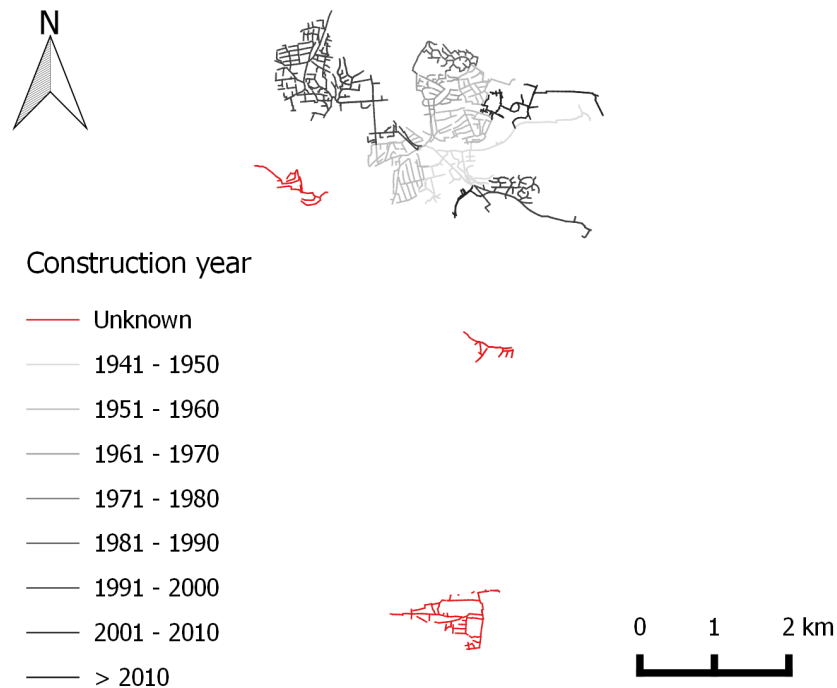 N
Construction year
Unknown
1941 - 1950
1951 - 1960
1961 - 1970
1971 - 1980
1981 - 1990
1991 - 2000
2001 - 2010
> 2010
0 1 2 km